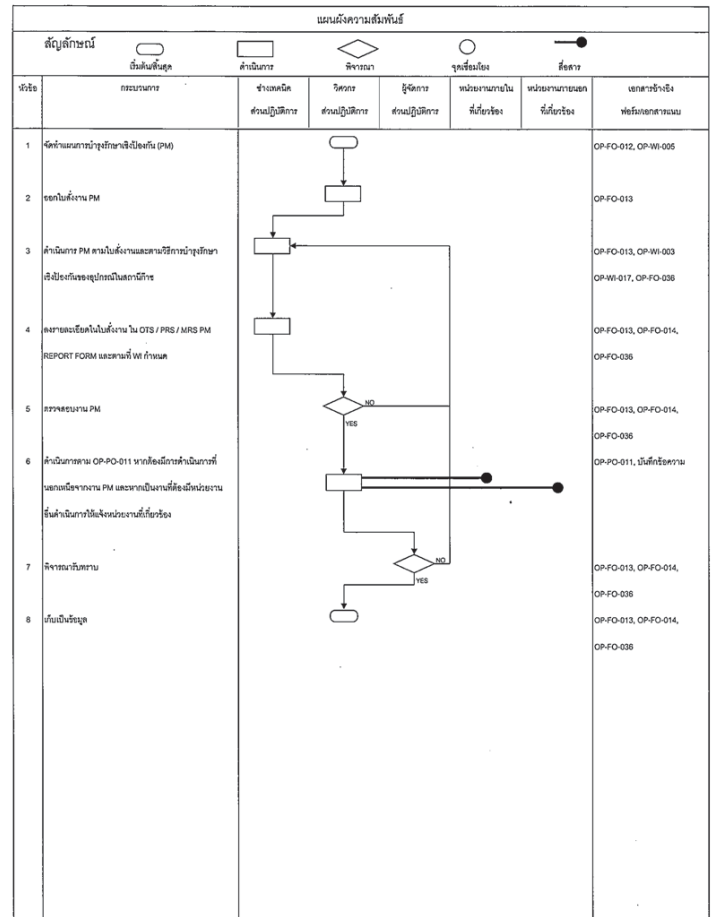 แผนผังความสัมพันธ์
สัญลักษณ์
เริ่มต้น/สิ้นสุด ดำเนินการ พิจารณา จุดเชื่อมโยง สื่อสาร
หัวข้อ กระบวนการ ช่างเทคนิค วิศวกร ผู้จัดการ หน่วยงานภายใน หน่วยงานภายนอก เอกสารอ้างอิง
ส่วนปฏิบัติการ ส่วนปฏิบัติการ ส่วนปฏิบัติการ ที่เกี่ยวข้อง ที่เกี่ยวข้อง ฟอร์ม/เอกสารแนบ
1 จัดทำแผนการบำรุงรักษาเชิงป้องกัน (PM) OP-FO-012, OP-WI-005
2 ออกใบสั่งงาน PM OP-FO-013
3 ดำเนินการ PM ตามใบสั่งงานและตามวิธีการบำรุงรักษา OP-FO-013, OP-WI-003
เชิงป้องกันของอุปกรณ์ในสถานีก๊าซ OP-WI-017, OP-FO-036
4 ลงรายละเอียดในใบสั่งงาน ใน OTS / PRS / MRS PM OP-FO-013, OP-FO-014,
REPORT FORM และตามที่ WI กำหนด OP-FO-036
NO
5 ตรวจสอบงาน PM OP-FO-013, OP-FO-014,
YES
OP-FO-036
6 ดำเนินการตาม OP-PO-011 หากต้องมีการดำเนินการที่ OP-PO-011, บันทึกข้อความ
นอกเหนือจากงาน PM และหากเป็นงานที่ต้องมีหน่วยงาน
อื่นดำเนินการให้แจ้งหน่วยงานที่เกี่ยวข้อง
NO
7 พิจารณารับทราบ OP-FO-013, OP-FO-014,
YES
OP-FO-036
8 เก็บเป็นข้อมูล OP-FO-013, OP-FO-014,
OP-FO-036